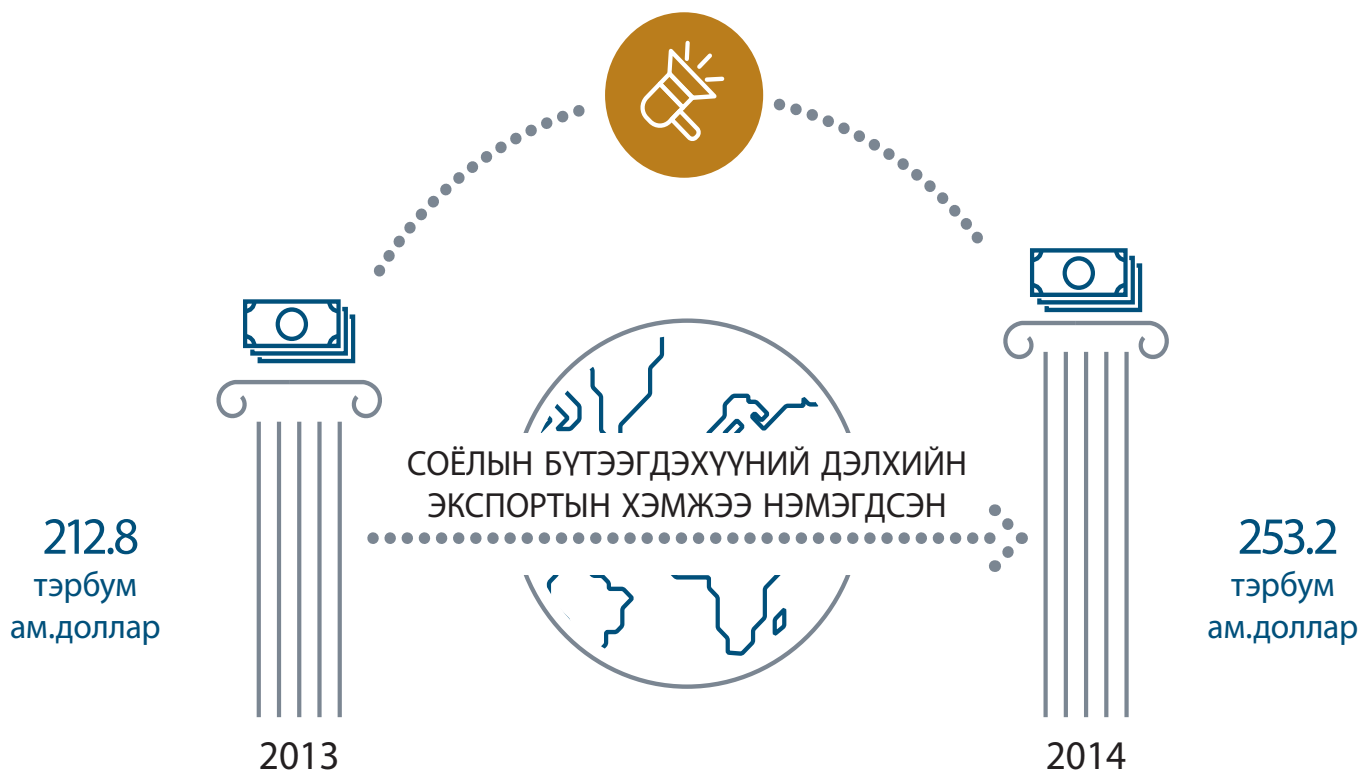 СОЁЛЫН БҮТЭЭГДЭХҮҮНИЙ ДЭЛХИЙН
ЭКСПОРТЫН ХЭМЖЭЭ НЭМЭГДСЭН
212.8
тэрбум
ам.доллар
253.2
тэрбум
ам.доллар
2013
2014